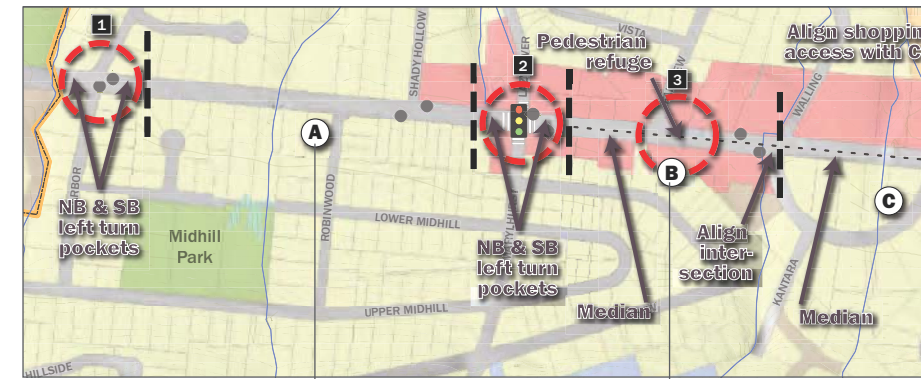 1
SHADY HOLLOW
2
VISTA
Pedestrian
refuge
3
Align shoppin
access with C
WALLING
A
B
C
NB & SB
left turn
pockets
Midhill
Park
ROBINWOOD
LOWER MIDHILL
NB & SB
left turn
pockets
UPPER MIDHILL
Median
Align
inter-
section
KANTARA
Median
HILLSIDE